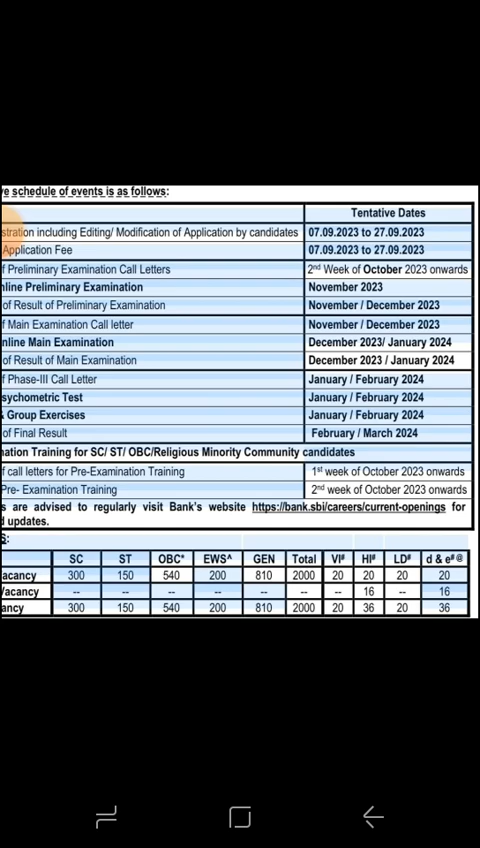 ve schedule of events is as follows:
Tentative Dates
stration including Editing/ Modification of Application by candidates 07.09.2023 to 27.09.2023
Application Fee 07.09.2023 to 27.09.2023
f Preliminary Examination Call Letters 2nd Week of October 2023 onwards
nline Preliminary Examination November 2023
of Result of Preliminary Examination November / December 2023
f Main Examination Call letter November / December 2023
nline Main Examination December 2023/ January 2024
of Result of Main Examination December 2023 / January 2024
f Phase-III Call Letter January / February 2024
sychometric Test January / February 2024
& Group Exercises January / February 2024
of Final Result February / March 2024
nation Training for SC/ ST/ OBC/Religious Minority Community candidates
f call letters for Pre-Examination Training 1st week of October 2023 onwards
Pre- Examination Training 2nd week of October 2023 onwards
s are advised to regularly visit Bank's website https://bank.sbi/careers/current-openings for
d updates.
S:
SC ST OBC* EWS^ GEN Total VI# HI# LD# d & e# @
acancy 300 150 540 200 810 2000 20 20 20 20
Vacancy -- -- -- -- -- -- -- 16 -- 16
ancy 300 150 540 200 810 2000 20 36 20 36